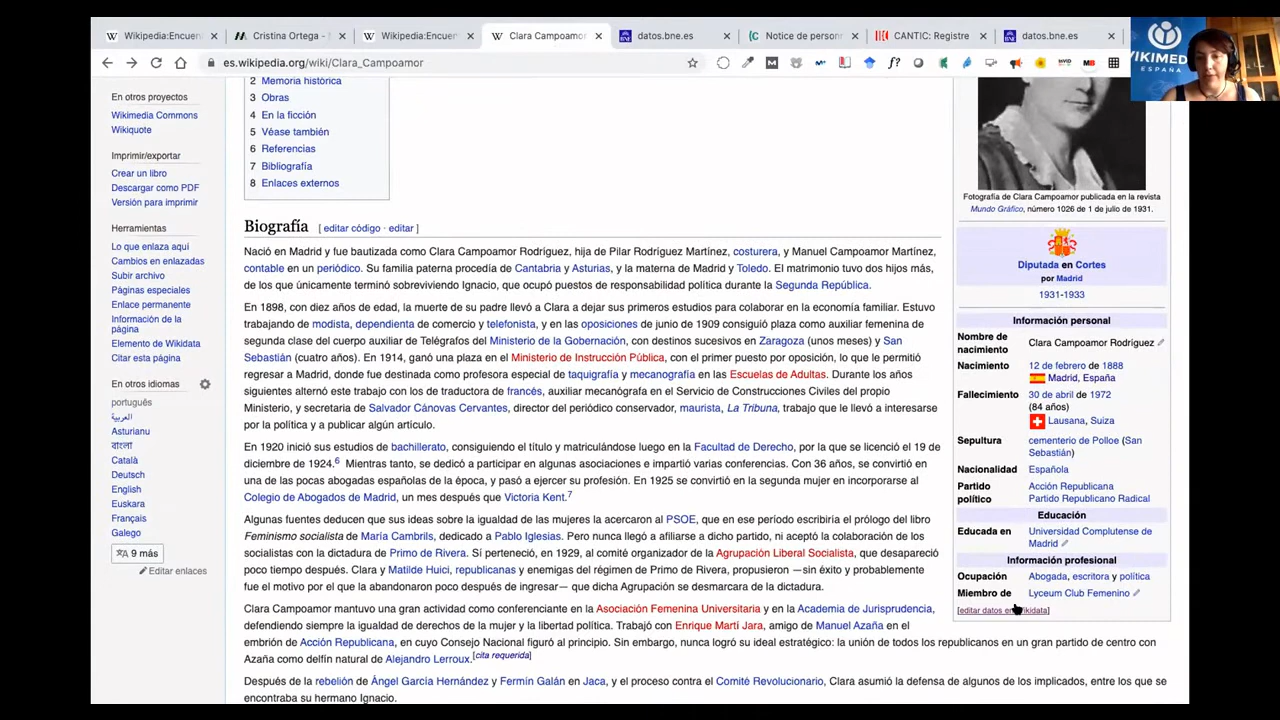 Wikipedia:Encuen
Cristina Ortega -
Wikipedia:Encuen
Clara Campoamor
datos.bne.es
Notice de person
CANTIC: Registre
datos.bne.es
es.wikipedia.org/wiki/Clara_Campoamor
WIKIMEDIA
ESPAÑA
En otros proyectos
Wikimedia Commons
Wikiquote
Imprimir/exportar
Crear un libro
Descargar como PDF
Versión para imprimir
Herramientas
Lo que enlaza aquí
Cambios en enlazadas
Subir archivo
Páginas especiales
Enlace permanente
Información de la
página
Elemento de Wikidata
Citar esta página
En otros idiomas
português
العربية
Asturianu
বাংলা
Català
Deutsch
English
Euskara
Français
Galego
9 más
Editar enlaces
2 Memoria histórica
3 Obras
4 En la ficción
5 Véase también
6 Referencias
7 Bibliografía
8 Enlaces externos
Biografía [ editar código · editar ]
Nació en Madrid y fue bautizada como Clara Campoamor Rodríguez, hija de Pilar Rodríguez Martínez, costurera, y Manuel Campoamor Martínez,
contable en un periódico. Su familia paterna procedía de Cantabria y Asturias, y la materna de Madrid y Toledo. El matrimonio tuvo dos hijos más,
de los que únicamente terminó sobreviviendo Ignacio, que ocupó puestos de responsabilidad política durante la Segunda República.
En 1898, con diez años de edad, la muerte de su padre llevó a Clara a dejar sus primeros estudios para colaborar en la economía familiar. Estuvo
trabajando de modista, dependienta de comercio y telefonista, y en las oposiciones de junio de 1909 consiguió plaza como auxiliar femenina de
segunda clase del cuerpo auxiliar de Telégrafos del Ministerio de la Gobernación, con destinos sucesivos en Zaragoza (unos meses) y San
Sebastián (cuatro años). En 1914, ganó una plaza en el Ministerio de Instrucción Pública, con el primer puesto por oposición, lo que le permitió
regresar a Madrid, donde fue destinada como profesora especial de taquigrafía y mecanografía en las Escuelas de Adultas. Durante los años
siguientes alternó este trabajo con los de traductora de francés, auxiliar mecanógrafa en el Servicio de Construcciones Civiles del propio
Ministerio, y secretaria de Salvador Cánovas Cervantes, director del periódico conservador, maurista, La Tribuna, trabajo que le llevó a interesarse
por la política y a publicar algún artículo.
En 1920 inició sus estudios de bachillerato, consiguiendo el título y matriculándose luego en la Facultad de Derecho, por la que se licenció el 19 de
diciembre de 1924.6 Mientras tanto, se dedicó a participar en algunas asociaciones e impartió varias conferencias. Con 36 años, se convirtió en
una de las pocas abogadas españolas de la época, y pasó a ejercer su profesión. En 1925 se convirtió en la segunda mujer en incorporarse al
Colegio de Abogados de Madrid, un mes después que Victoria Kent.7
Algunas fuentes deducen que sus ideas sobre la igualdad de las mujeres la acercaron al PSOE, que en ese período escribiría el prólogo del libro
Feminismo socialista de María Cambrils, dedicado a Pablo Iglesias. Pero nunca llegó a afiliarse a dicho partido, ni aceptó la colaboración de los
socialistas con la dictadura de Primo de Rivera. Sí perteneció, en 1929, al comité organizador de la Agrupación Liberal Socialista, que desapareció
poco tiempo después. Clara y Matilde Huici, republicanas y enemigas del régimen de Primo de Rivera, propusieron —sin éxito y probablemente
fue el motivo por el que la abandonaron poco después de ingresar— que dicha Agrupación se desmarcara de la dictadura.
Clara Campoamor mantuvo una gran actividad como conferenciante en la Asociación Femenina Universitaria y en la Academia de Jurisprudencia,
defendiendo siempre la igualdad de derechos de la mujer y la libertad política. Trabajó con Enrique Martí Jara, amigo de Manuel Azaña en el
embrión de Acción Republicana, en cuyo Consejo Nacional figuró al principio. Sin embargo, nunca logró su ideal estratégico: la unión de todos los republicanos en un gran partido de centro con
Azaña como delfín natural de Alejandro Lerroux.[cita requerida]
Después de la rebelión de Ángel García Hernández y Fermín Galán en Jaca, y el proceso contra el Comité Revolucionario, Clara asumió la defensa de algunos de los implicados, entre los que se
encontraba su hermano Ignacio.
Fotografía de Clara Campoamor publicada en la revista
Mundo Gráfico, número 1026 de 1 de julio de 1931.
Diputada en Cortes
por Madrid
1931-1933
Información personal
Nombre de
nacimiento
Clara Campoamor Rodríguez
Nacimiento 12 de febrero de 1888
Madrid, España
Fallecimiento 30 de abril de 1972
(84 años)
Lausana, Suiza
Sepultura cementerio de Polloe (San
Sebastián)
Nacionalidad Española
Partido
político
Acción Republicana
Partido Republicano Radical
Educación
Educada en Universidad Complutense de
Madrid
Información profesional
Ocupación Abogada, escritora y política
Miembro de Lyceum Club Femenino
[editar datos en Wikidata]